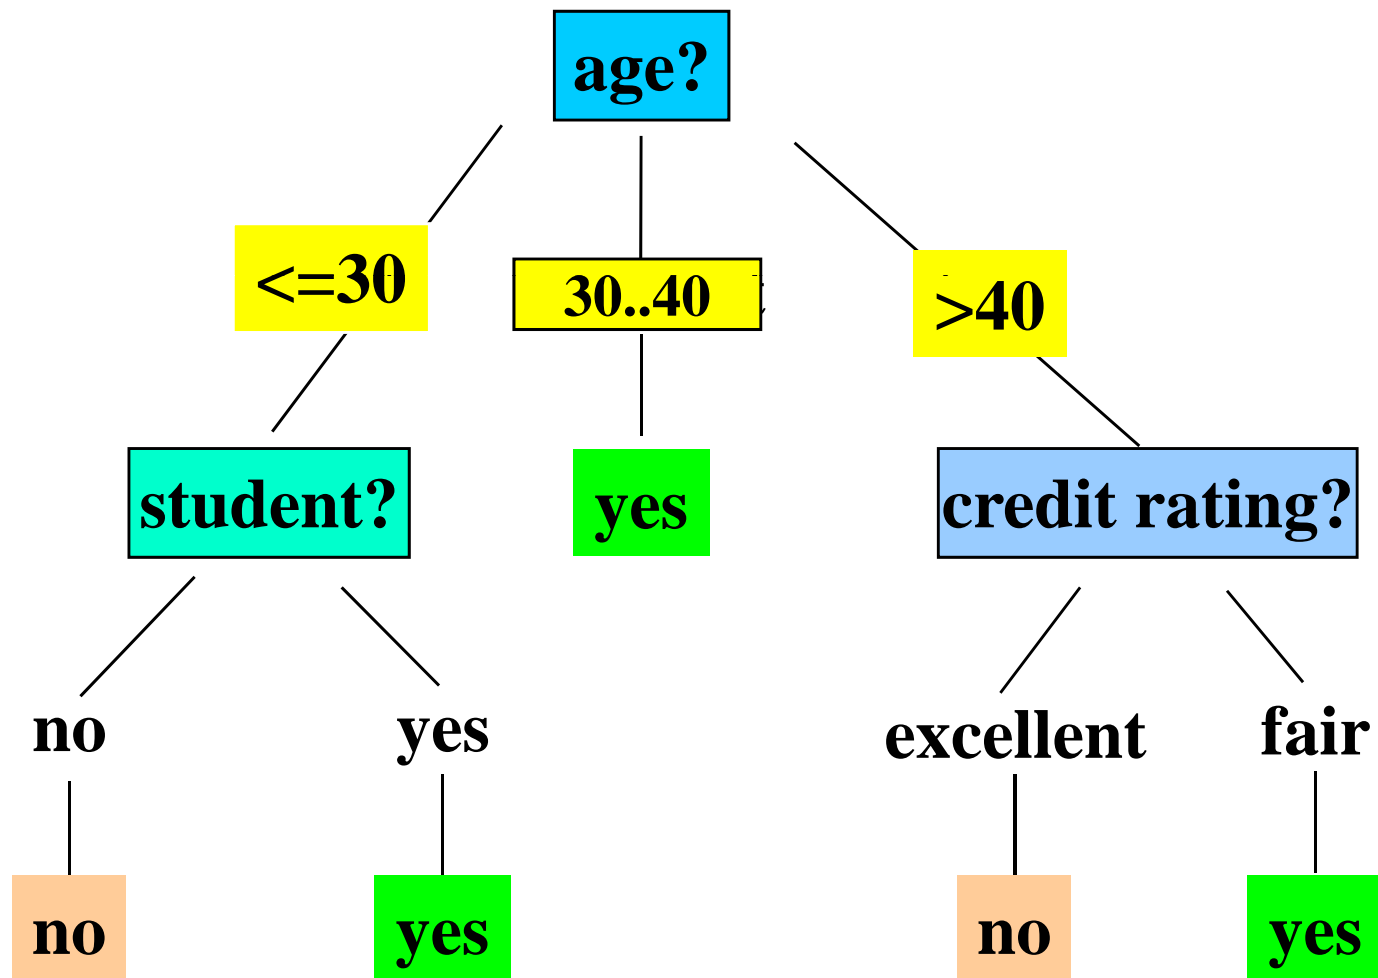 age?
<=30
30..40
>40
student?
yes
credit rating?
no
yes
excellent
fair
no
yes
no
yes